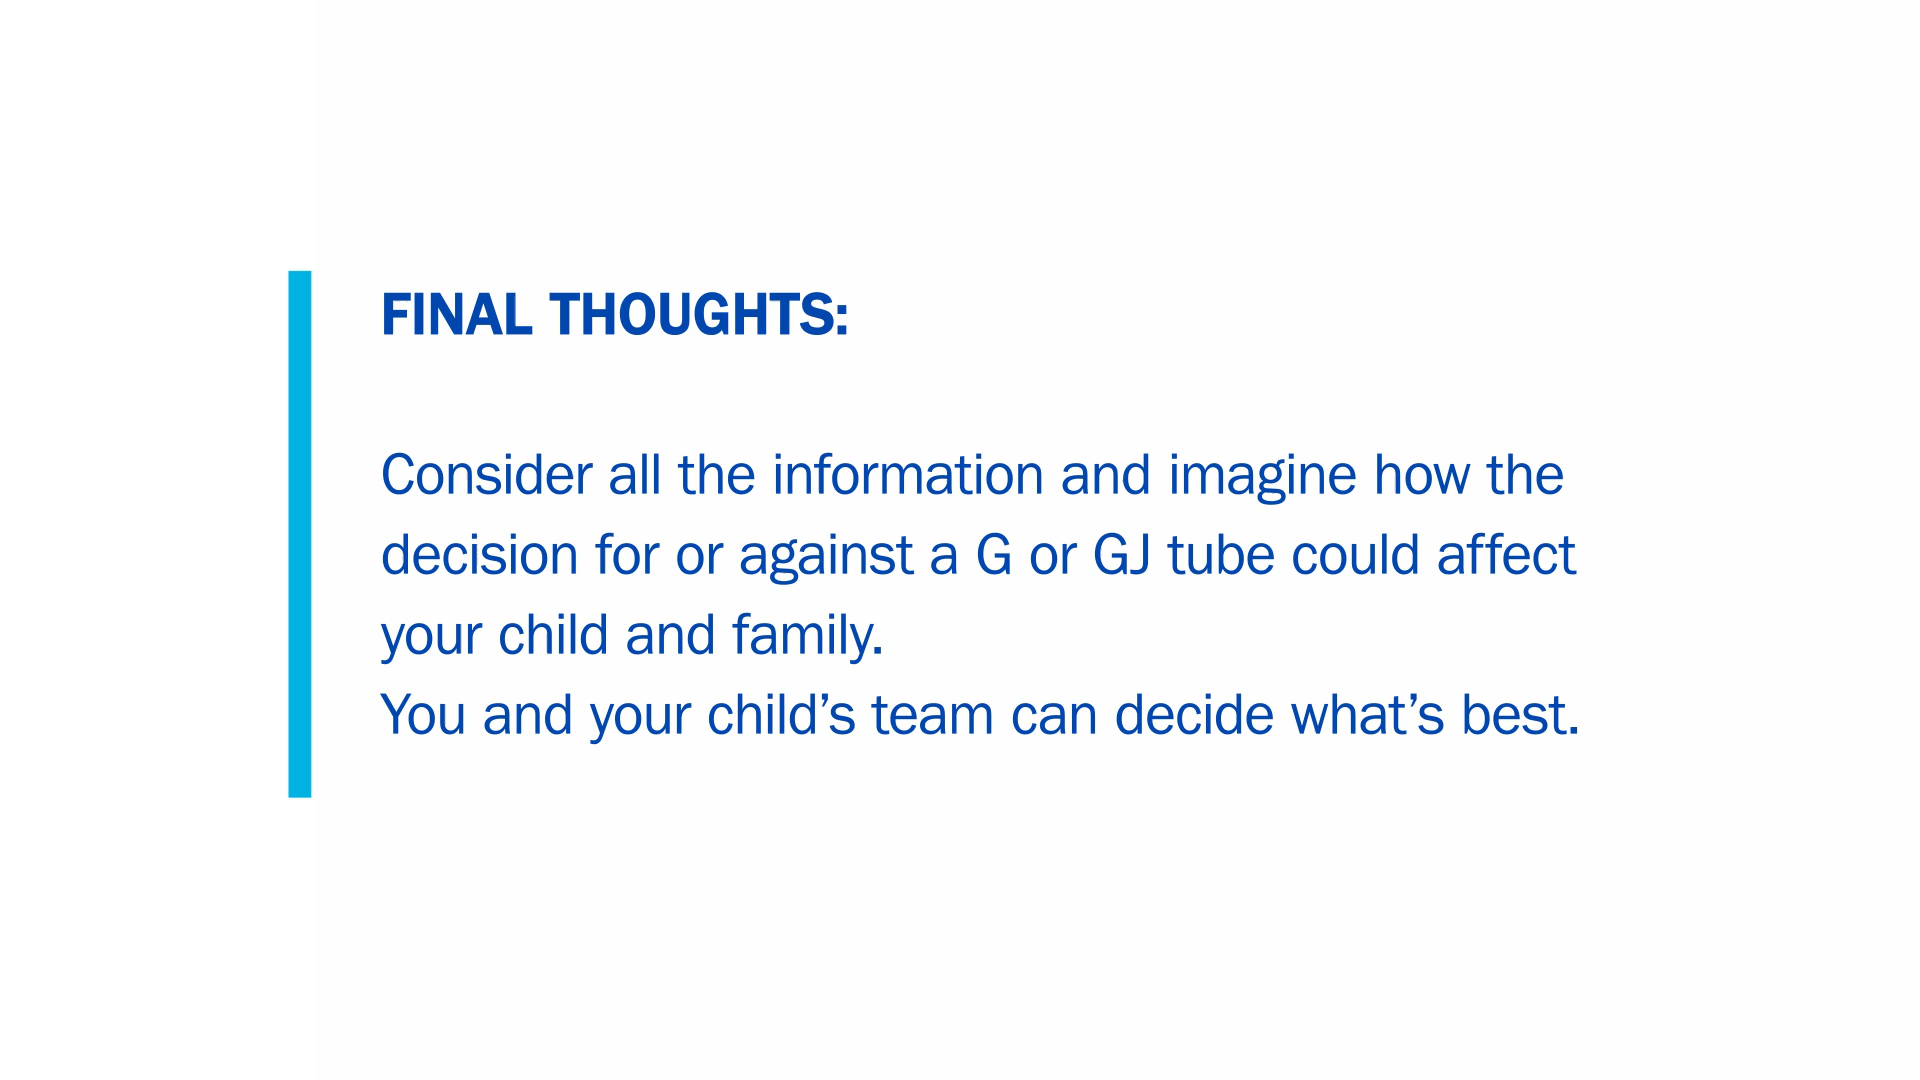 FINAL THOUGHTS:
Consider all the information and imagine how the
decision for or against a G or GJ tube could affect
your child and family.
You and your child’s team can decide what’s best.